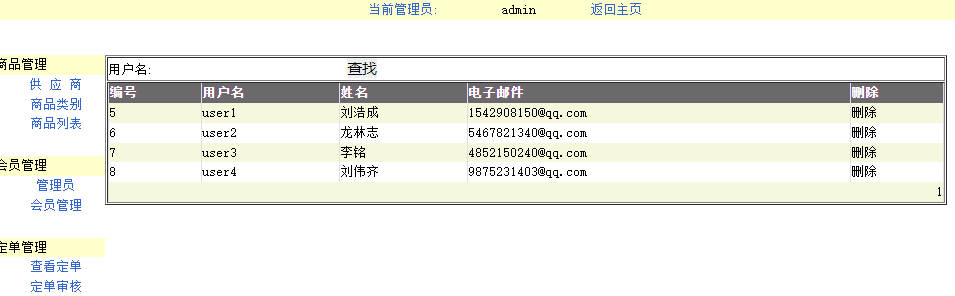 当前管理员: admin 返回主页
商品管理
供 应 商
商品类别
商品列表
会员管理
管理员
会员管理
定单管理
查看定单
定单审核
用户名: 查找
编号 用户名 姓名 电子邮件 删除
5 user1 刘浩成 1542908150@qq.com 删除
6 user2 龙林志 5467821340@qq.com 删除
7 user3 李铭 4852150240@qq.com 删除
8 user4 刘伟齐 9875231403@qq.com 删除
1